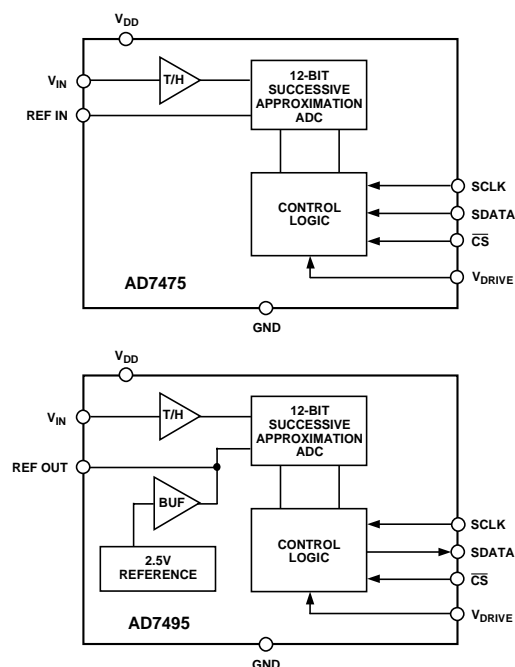 VDD
VIN
T/H
REF IN
12-BIT
SUCCESSIVE
APPROXIMATION
ADC
CONTROL
LOGIC
SCLK
SDATA
CS
VDRIVE
AD7475
GND
VDD
VIN
T/H
REF OUT
BUF
2.5V
REFERENCE
12-BIT
SUCCESSIVE
APPROXIMATION
ADC
CONTROL
LOGIC
SCLK
SDATA
CS
VDRIVE
AD7495
GND